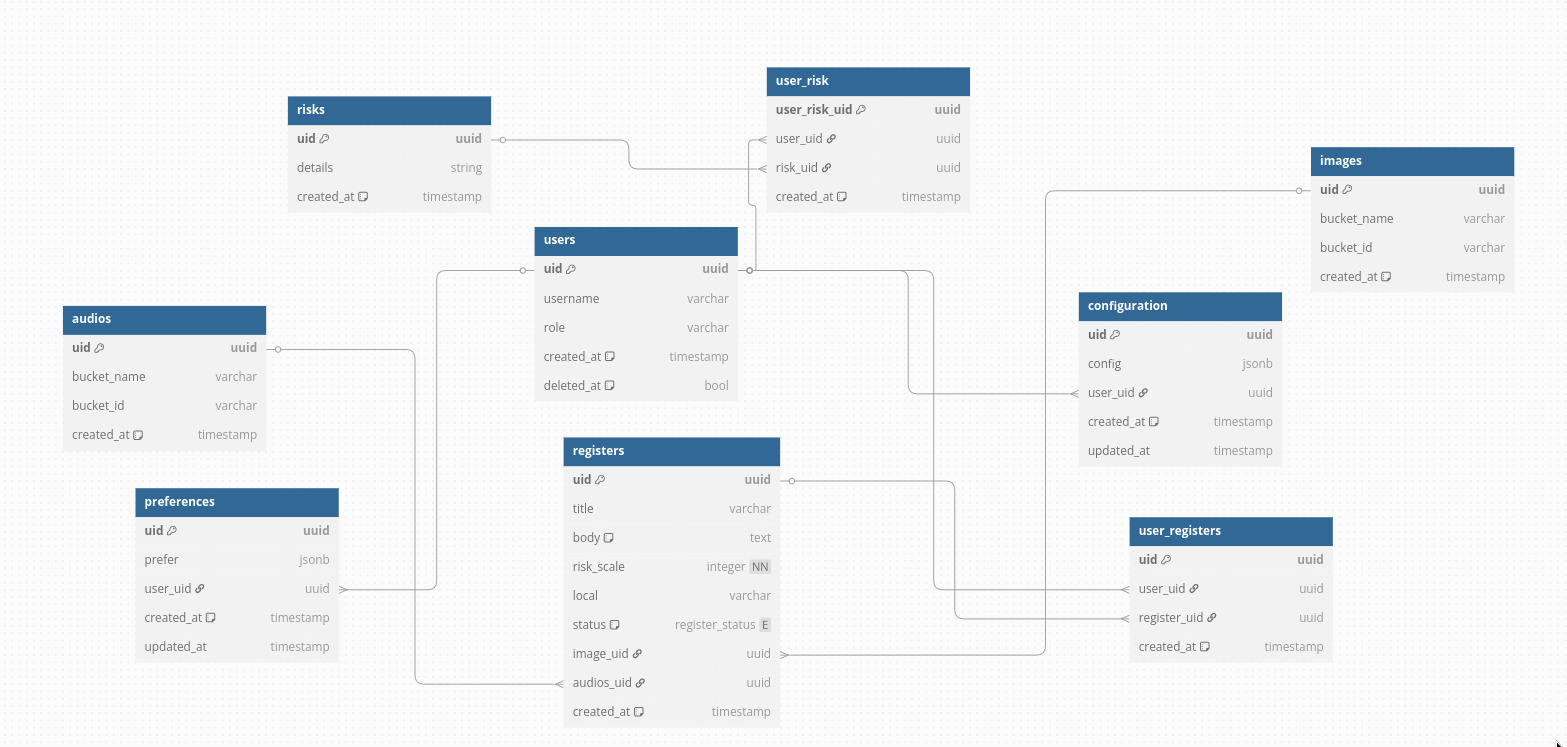 user_risk
user_risk_uid uuid
user_uid uuid
risk_uid uuid
created_at timestamp
risks
uid uuid
details string
created_at timestamp
images
uid uuid
bucket_name varchar
bucket_id varchar
created_at timestamp
users
uid uuid
username varchar
role varchar
created_at timestamp
deleted_at bool
configuration
uid uuid
config jsonb
user_uid uuid
created_at timestamp
updated_at timestamp
audios
uid uuid
bucket_name varchar
bucket_id varchar
created_at timestamp
registers
uid uuid
title varchar
body text
risk_scale integer NN
local varchar
status register_status E
image_uid uuid
audios_uid uuid
created_at timestamp
preferences
uid uuid
prefer jsonb
user_uid uuid
created_at timestamp
updated_at timestamp
user_registers
uid uuid
user_uid uuid
register_uid uuid
created_at timestamp